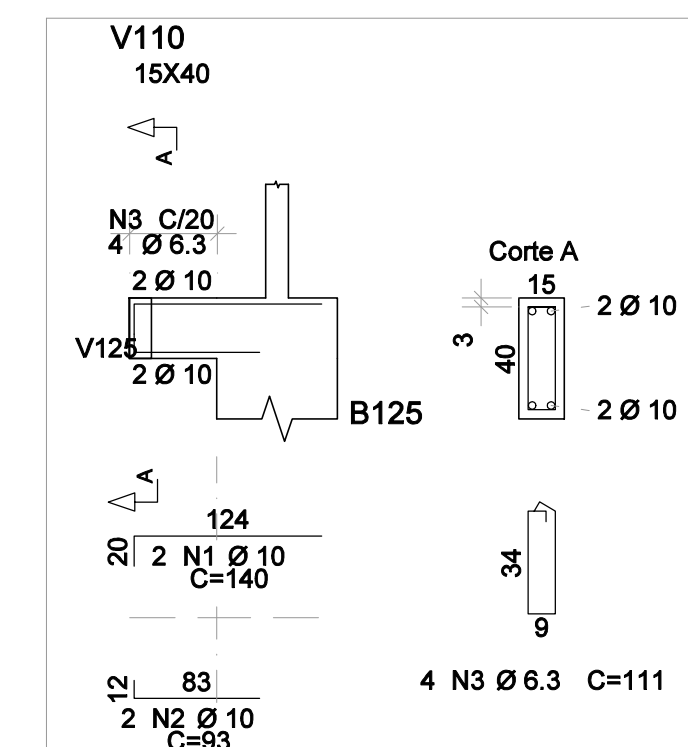 V110
15X40
A
N3 C/20
4 Ø 6.3
2 Ø 10
V125
2 Ø 10
B125
Corte A
15
2 Ø 10
3
40
2 Ø 10
A
124
20
2 N1 Ø 10
C=140
34
9
12
83
2 N2 Ø 10
C=93
4 N3 Ø 6.3 C=111